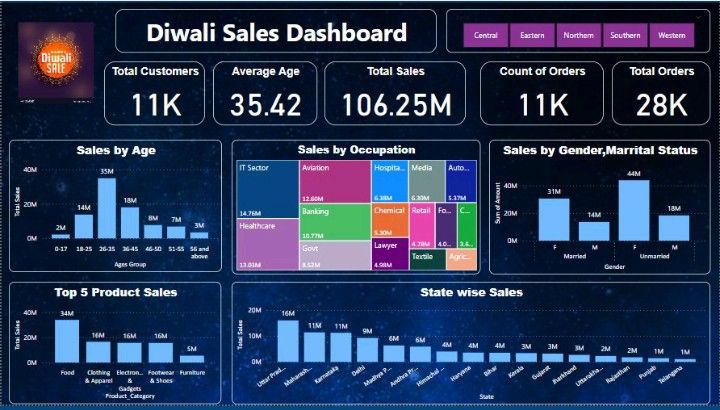 Diwali Sales Dashboard
Central Eastern Northern Southern Western
Diwali
SALE
Total Customers
11K
Average Age
35.42
Total Sales
106.25M
Count of Orders
11K
Total Orders
28K
Sales by Age
Total Sales
40M
20M
0M
2M 14M 35M 18M 8M 7M 3M
0-17 18-25 26-35 36-45 46-50 51-55 56 and
above
Ages Group
Sales by Occupation
IT Sector
14.76M
Healthcare
13.03M
Aviation
12.60M
Banking
10.77M
Govt
8.52M
Hospita...
6.38M
Chemical
5.30M
Lawyer
4.98M
Media
6.30M
Auto...
5.37M
Retail
4.78M
Fo...
4.0...
C...
3.6...
Textile
Agric...
Sales by Gender,Marrital Status
Sum of Amount
40M
20M
0M
31M 14M 44M 18M
F M F M
Married Unmarried
Gender
Top 5 Product Sales
Total Sales
40M
20M
0M
34M 16M 16M 16M 5M
Food Clothing
& Apparel Electron...
& Gadgets Footwear
& Shoes Furniture
Product_Category
State wise Sales
Total Sales
20M
10M
0M
16M 11M 11M 9M 6M 6M 4M 4M 4M 3M 3M 3M 2M 2M 1M 1M
Uttar Prad... Maharash... Karnataka Delhi Madhya P... Andhra Pr... Himachal ... Haryana Bihar Kerala Gujarat Jharkhand Uttarakha... Rajasthan Punjab Telangana
State